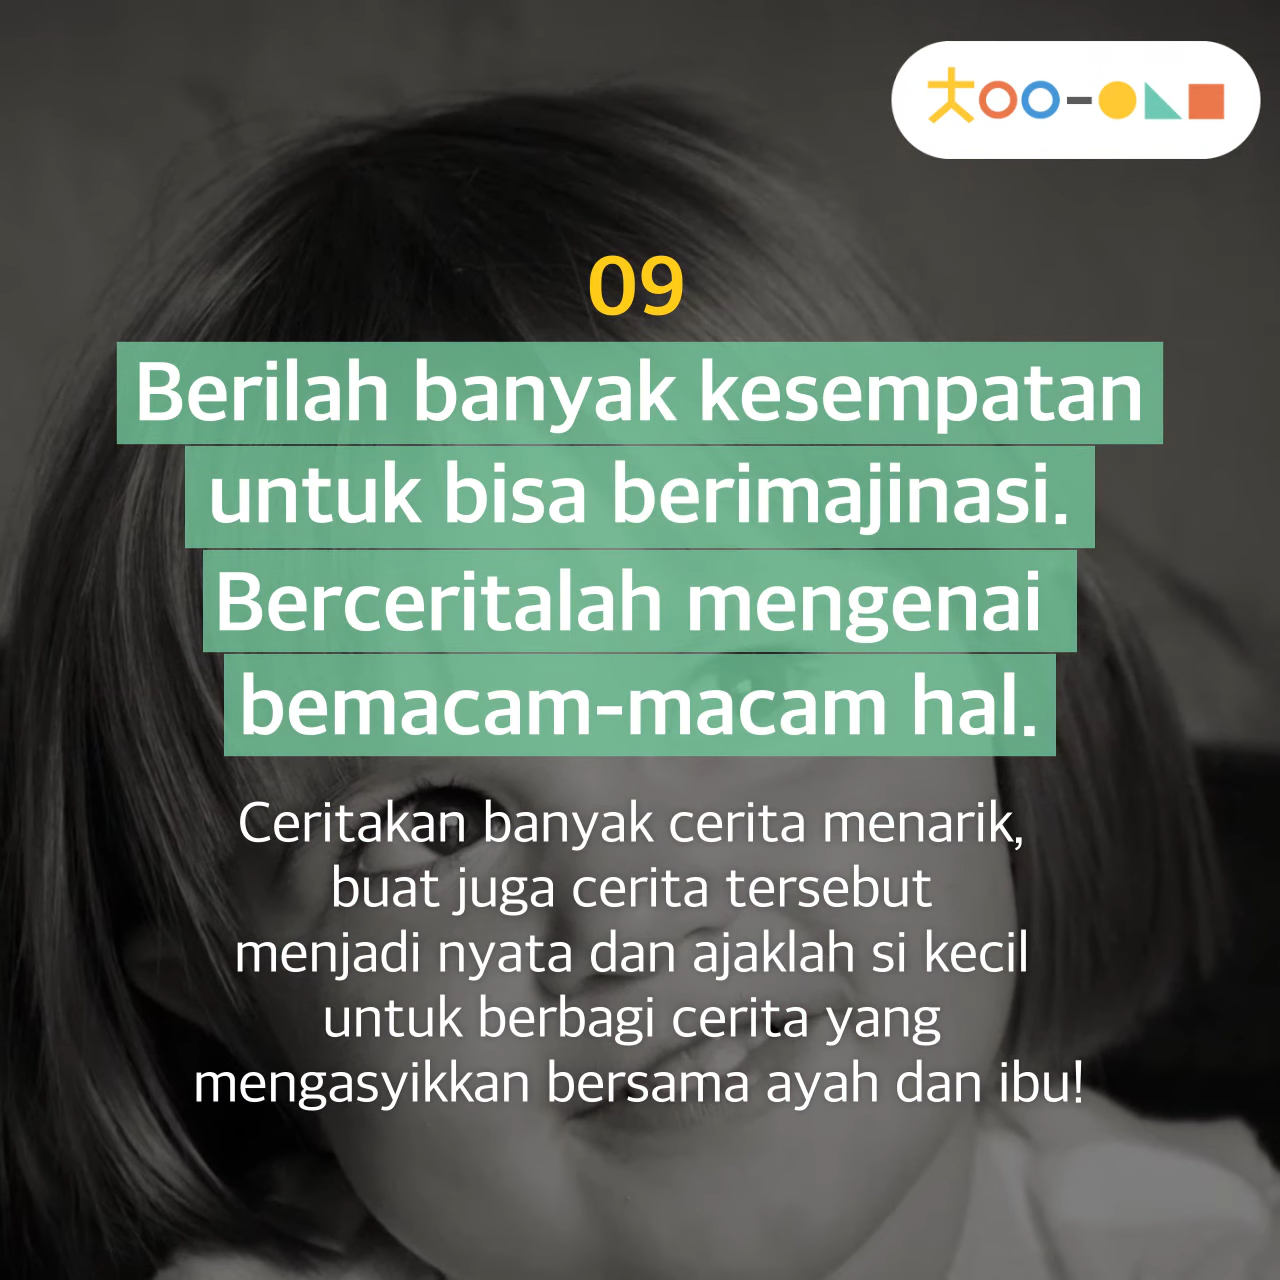 09
Berilah banyak kesempatan
untuk bisa berimajinasi.
Berceritalah mengenai
bemacam-macam hal.
Ceritakan banyak cerita menarik,
buat juga cerita tersebut
menjadi nyata dan ajaklah si kecil
untuk berbagi cerita yang
mengasyikkan bersama ayah dan ibu!